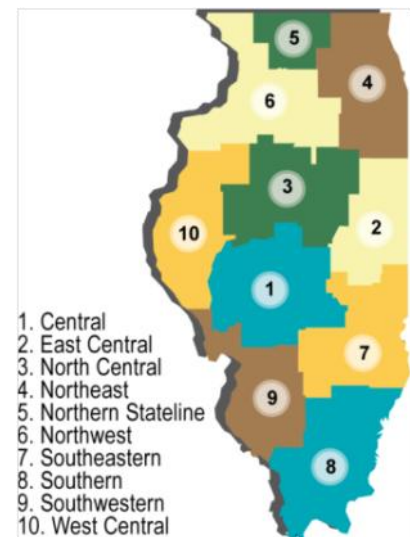 5
4
6
3
2
10
1
7
9
8
1. Central
2. East Central
3. North Central
4. Northeast
5. Northern Stateline
6. Northwest
7. Southeastern
8. Southern
9. Southwestern
10. West Central